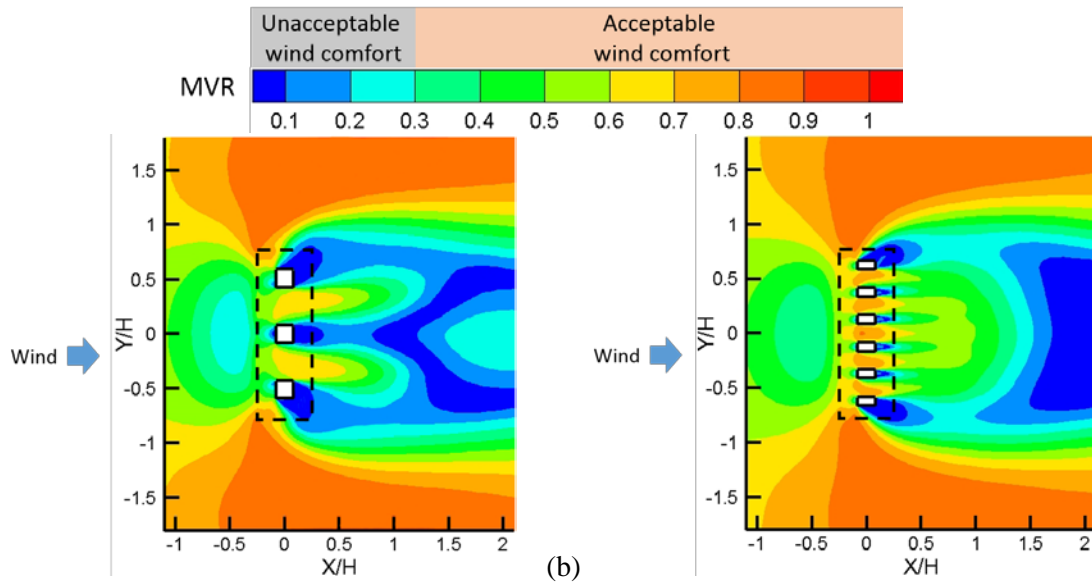 Unacceptable wind comfort
Acceptable wind comfort
MVR
0.1 0.2 0.3 0.4 0.5 0.6 0.7 0.8 0.9 1
Wind
Y/H
1.5
1
0.5
0
-0.5
-1
-1.5
-1 -0.5 0 0.5 1 1.5 2
X/H
(b)
Wind
Y/H
1.5
1
0.5
0
-0.5
-1
-1.5
-1 -0.5 0 0.5 1 1.5 2
X/H